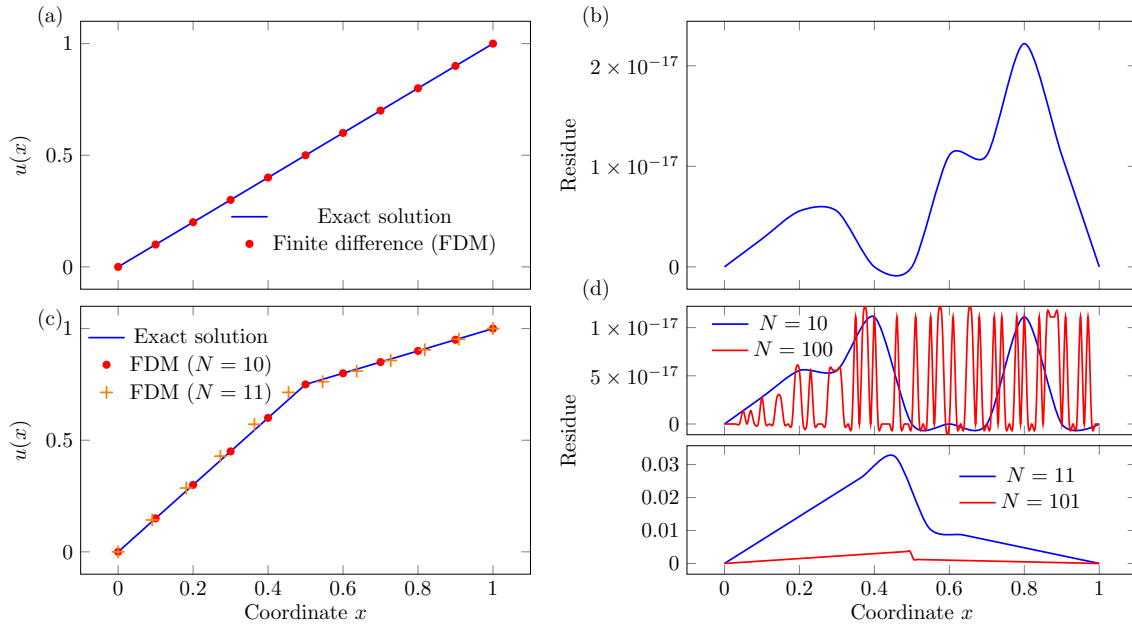 (a)
1
0.5
0
u(x)
Exact solution
Finite difference (FDM)
(b)
2 × 10⁻¹⁷
1 × 10⁻¹⁷
0
Residue
(c)
1
0.5
0
u(x)
Exact solution
FDM (N = 10)
FDM (N = 11)
0 0.2 0.4 0.6 0.8 1
Coordinate x
(d)
1 × 10⁻¹⁷
5 × 10⁻¹⁷
0
N = 10
N = 100
Residue
0.03
0.02
0.01
0
N = 11
N = 101
0 0.2 0.4 0.6 0.8 1
Coordinate x